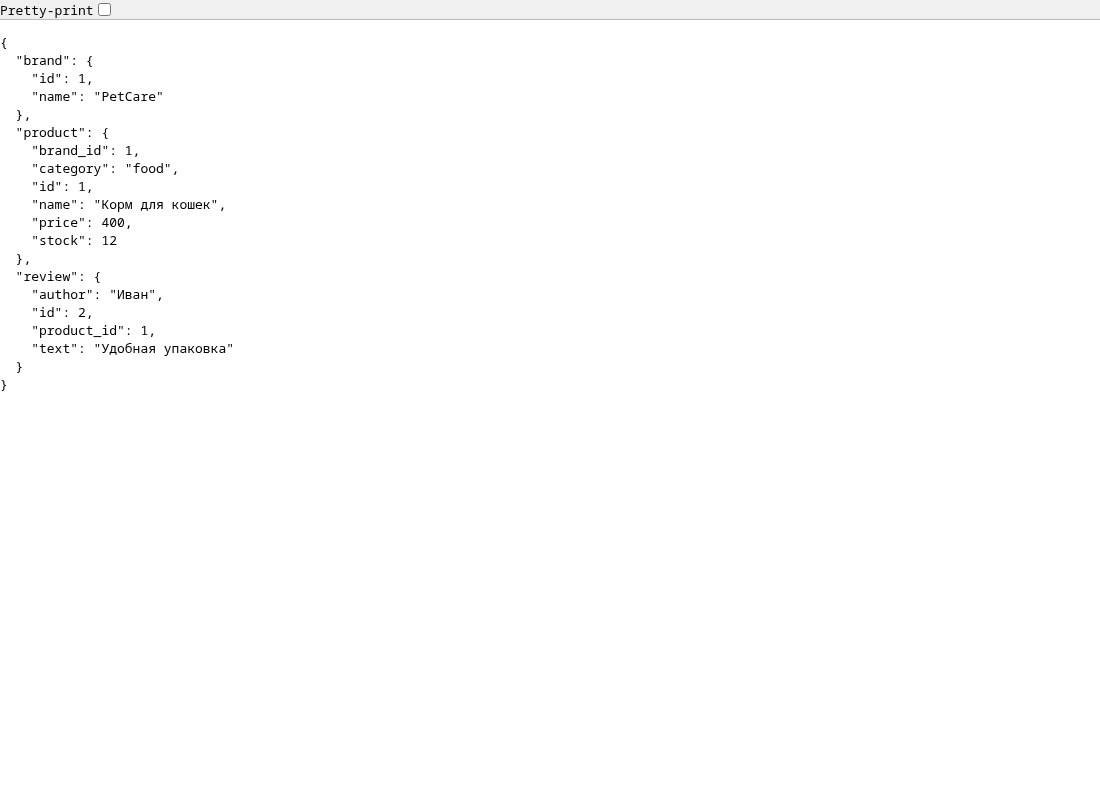 Pretty-print
{
  "brand": {
    "id": 1,
    "name": "PetCare"
  },
  "product": {
    "brand_id": 1,
    "category": "food",
    "id": 1,
    "name": "Корм для кошек",
    "price": 400,
    "stock": 12
  },
  "review": {
    "author": "Иван",
    "id": 2,
    "product_id": 1,
    "text": "Удобная упаковка"
  }
}